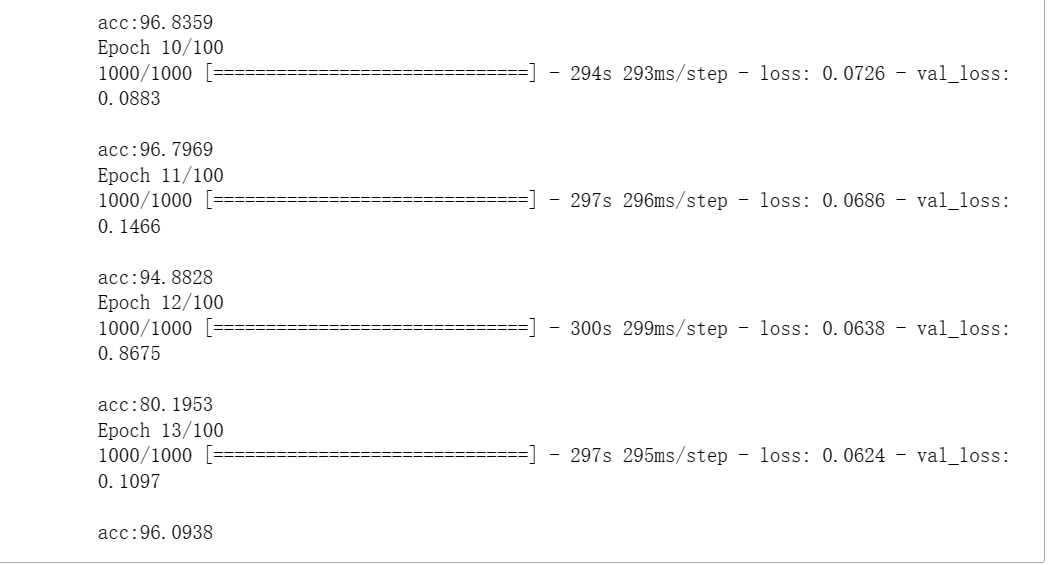 acc:96.8359
Epoch 10/100
1000/1000 [==============================] - 294s 293ms/step - loss: 0.0726 - val_loss:
0.0883
acc:96.7969
Epoch 11/100
1000/1000 [==============================] - 297s 296ms/step - loss: 0.0686 - val_loss:
0.1466
acc:94.8828
Epoch 12/100
1000/1000 [==============================] - 300s 299ms/step - loss: 0.0638 - val_loss:
0.8675
acc:80.1953
Epoch 13/100
1000/1000 [==============================] - 297s 295ms/step - loss: 0.0624 - val_loss:
0.1097
acc:96.0938